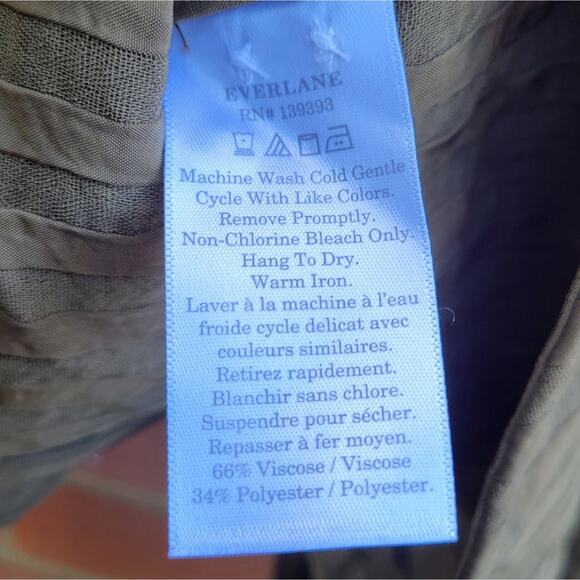 EVERLANE
RN# 139393
Machine Wash Cold Gentle
Cycle With Like Colors.
Remove Promptly.
Non-Chlorine Bleach Only.
Hang To Dry.
Warm Iron.
Laver à la machine à l'eau
froide cycle delicat avec
couleurs similaires.
Retirez rapidement.
Blanchir sans chlore.
Suspendre pour sécher.
Repasser à fer moyen.
66% Viscose / Viscose
34% Polyester / Polyester.